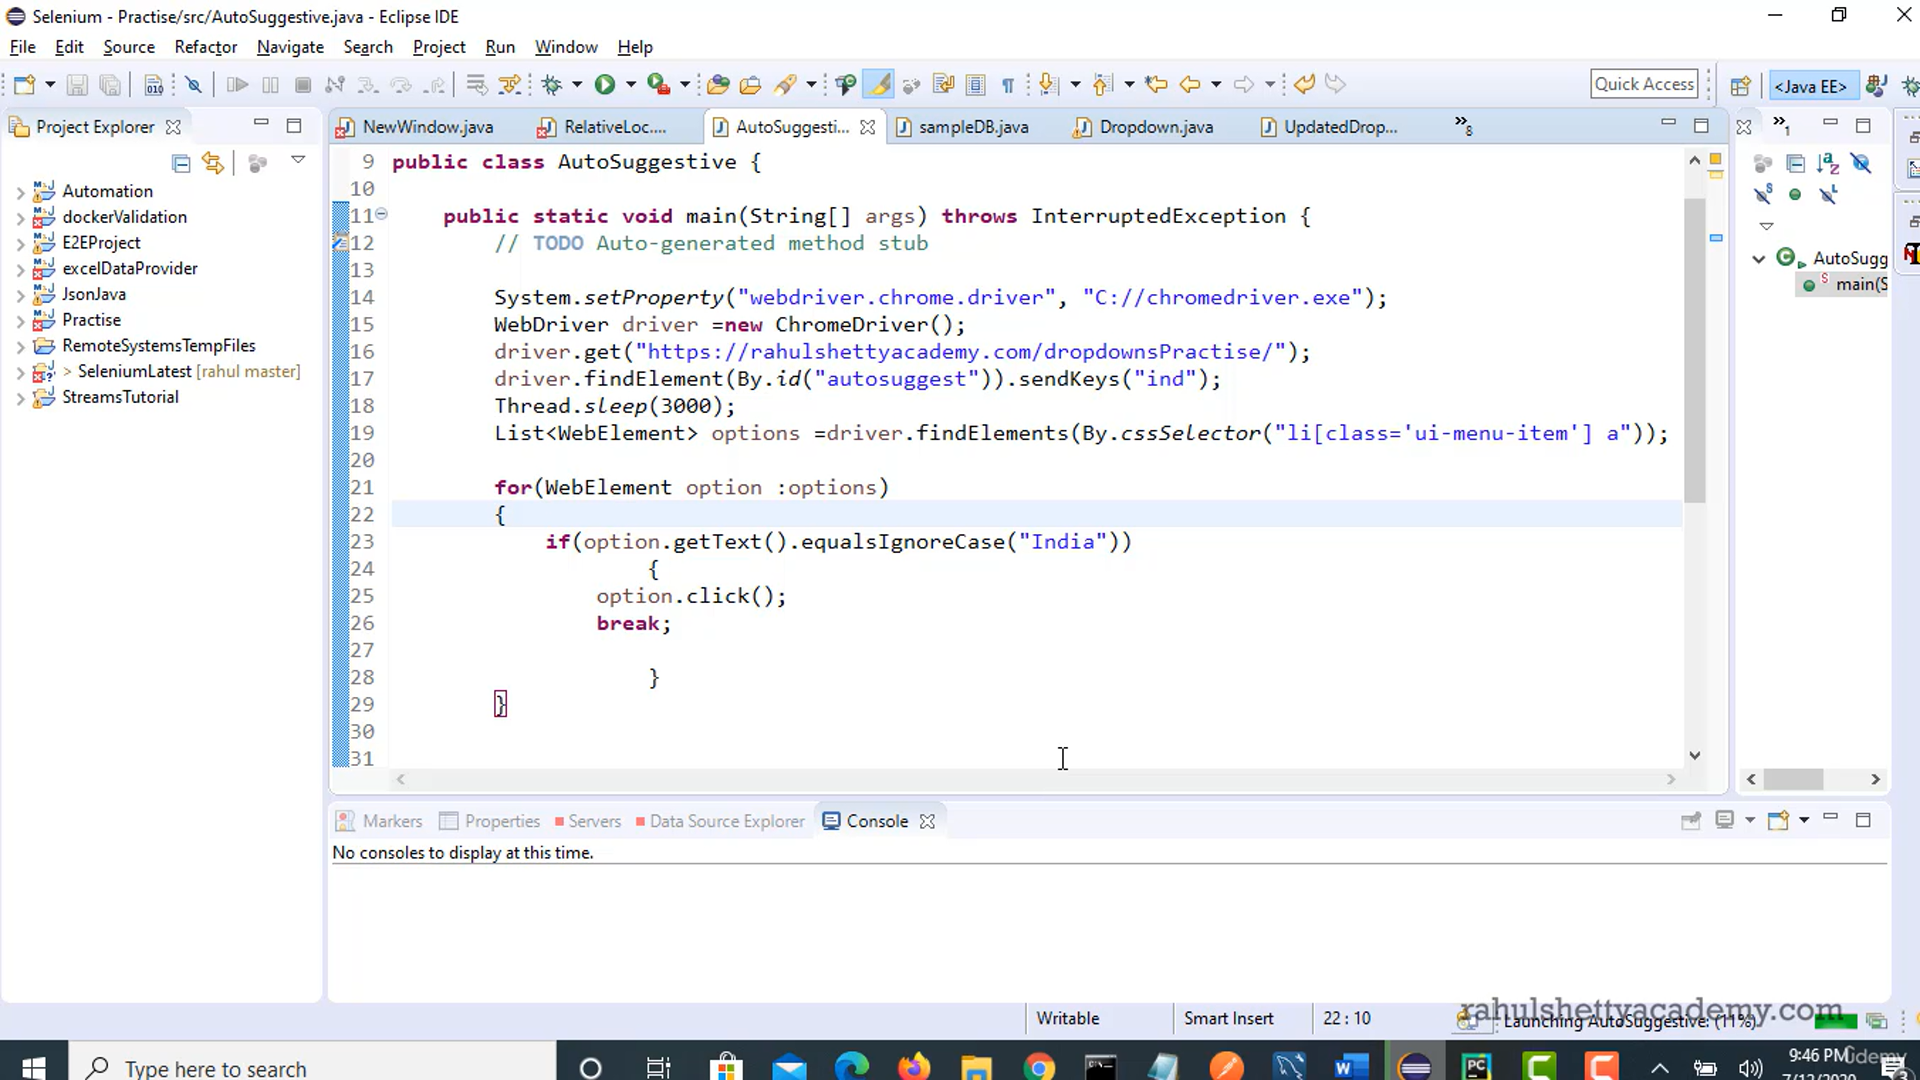 Selenium - Practise/src/AutoSuggestive.java - Eclipse IDE
File Edit Source Refactor Navigate Search Project Run Window Help
Quick Access
<Java EE>
Project Explorer
NewWindow.java
RelativeLoc....
AutoSuggesti...
sampleDB.java
Dropdown.java
UpdatedDrop...
»8
»1
Automation
dockerValidation
E2EProject
excelDataProvider
JsonJava
Practise
RemoteSystemsTempFiles
> SeleniumLatest [rahul master]
StreamsTutorial
9 public class AutoSuggestive {
10
11 public static void main(String[] args) throws InterruptedException {
12 // TODO Auto-generated method stub
13
14 System.setProperty("webdriver.chrome.driver", "C://chromedriver.exe");
15 WebDriver driver =new ChromeDriver();
16 driver.get("https://rahulshettyacademy.com/dropdownsPractise/");
17 driver.findElement(By.id("autosuggest")).sendKeys("ind");
18 Thread.sleep(3000);
19 List<WebElement> options =driver.findElements(By.cssSelector("li[class='ui-menu-item'] a"));
20
21 for(WebElement option :options)
22 {
23 if(option.getText().equalsIgnoreCase("India"))
24 {
25 option.click();
26 break;
27
28 }
29 }
30
31
AutoSugg
main(S
Markers Properties Servers Data Source Explorer Console
No consoles to display at this time.
Writable Smart Insert 22 : 10
rahulshettyacademy.com
Launching AutoSuggestive: (11%)
Type here to search
9:46 PM
Udemy